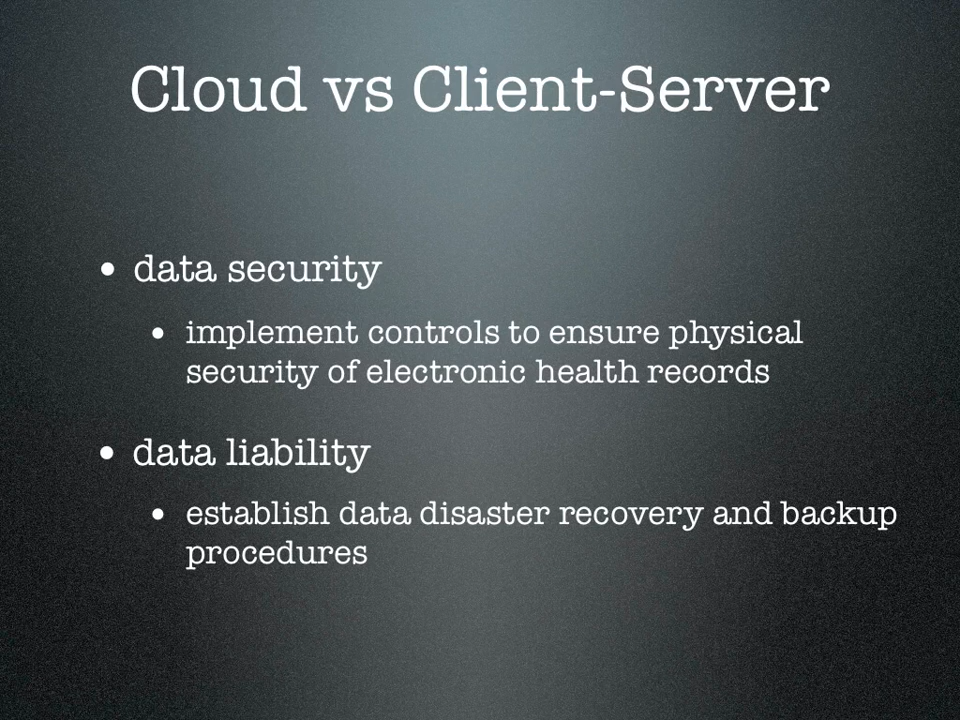 Cloud vs Client-Server
• data security
• implement controls to ensure physical
security of electronic health records
• data liability
• establish data disaster recovery and backup
procedures